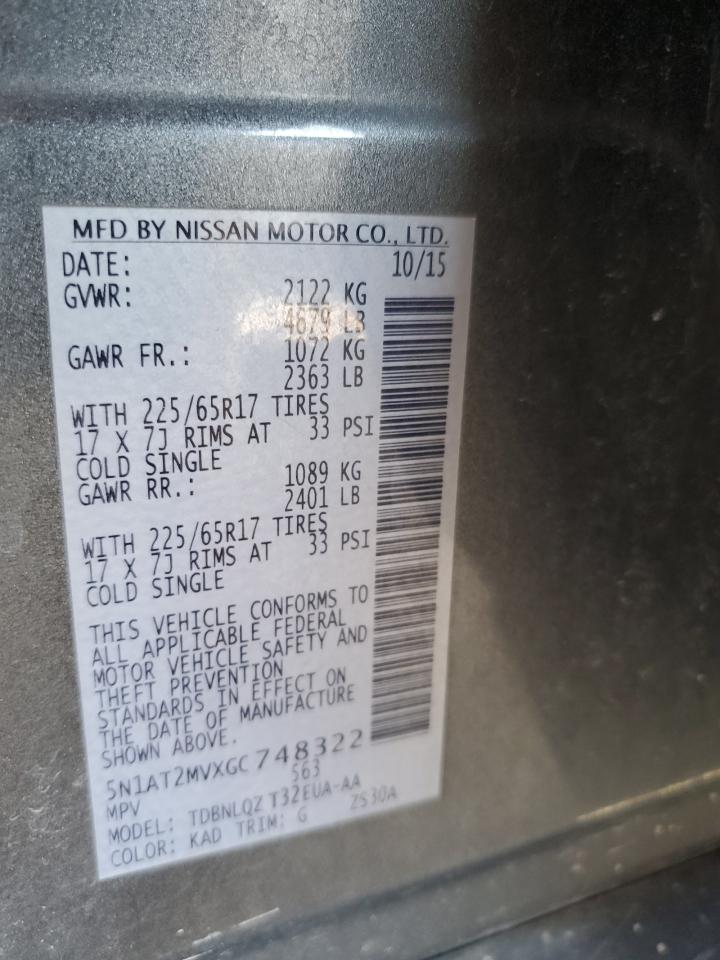 MFD BY NISSAN MOTOR CO., LTD.
DATE: 10/15
GVWR: 2122 KG
4679 LB
GAWR FR.: 1072 KG
2363 LB
WITH 225/65R17 TIRES
17 X 7J RIMS AT 33 PSI
COLD SINGLE
GAWR RR.: 1089 KG
2401 LB
WITH 225/65R17 TIRES
17 X 7J RIMS AT 33 PSI
COLD SINGLE
THIS VEHICLE CONFORMS TO
ALL APPLICABLE FEDERAL
MOTOR VEHICLE SAFETY AND
THEFT PREVENTION
STANDARDS IN EFFECT ON
THE DATE OF MANUFACTURE
SHOWN ABOVE.
5N1AT2MVXGC748322
MPV 563
MODEL: TDBNLQZ T32EUA-AA
COLOR: KAD TRIM: G ZS30A